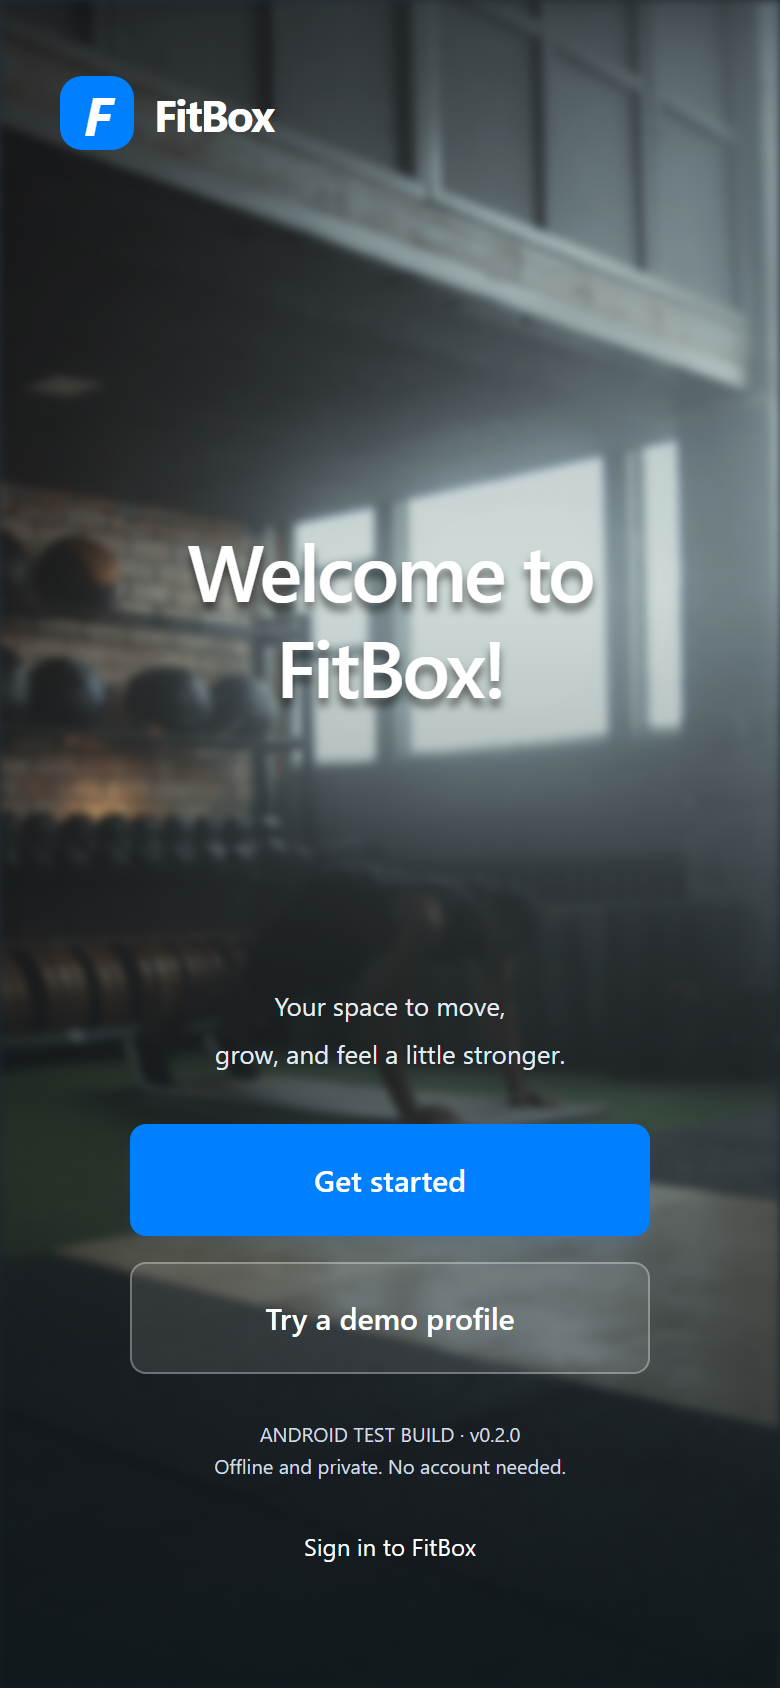 F
FitBox
Welcome to
FitBox!
Your space to move,
grow, and feel a little stronger.
Get started
Try a demo profile
ANDROID TEST BUILD · v0.2.0
Offline and private. No account needed.
Sign in to FitBox